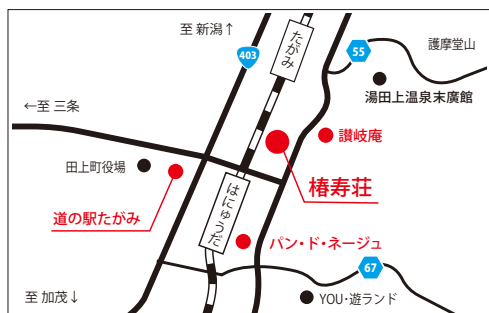 至 新潟↑
403
たがみ
55
護摩堂山
湯田上温泉末廣館
←至 三条
讃岐庵
田上町役場
椿寿荘
道の駅たがみ
はにゅうだ
パン・ド・ネージュ
67
至 加茂↓
YOU・遊ランド